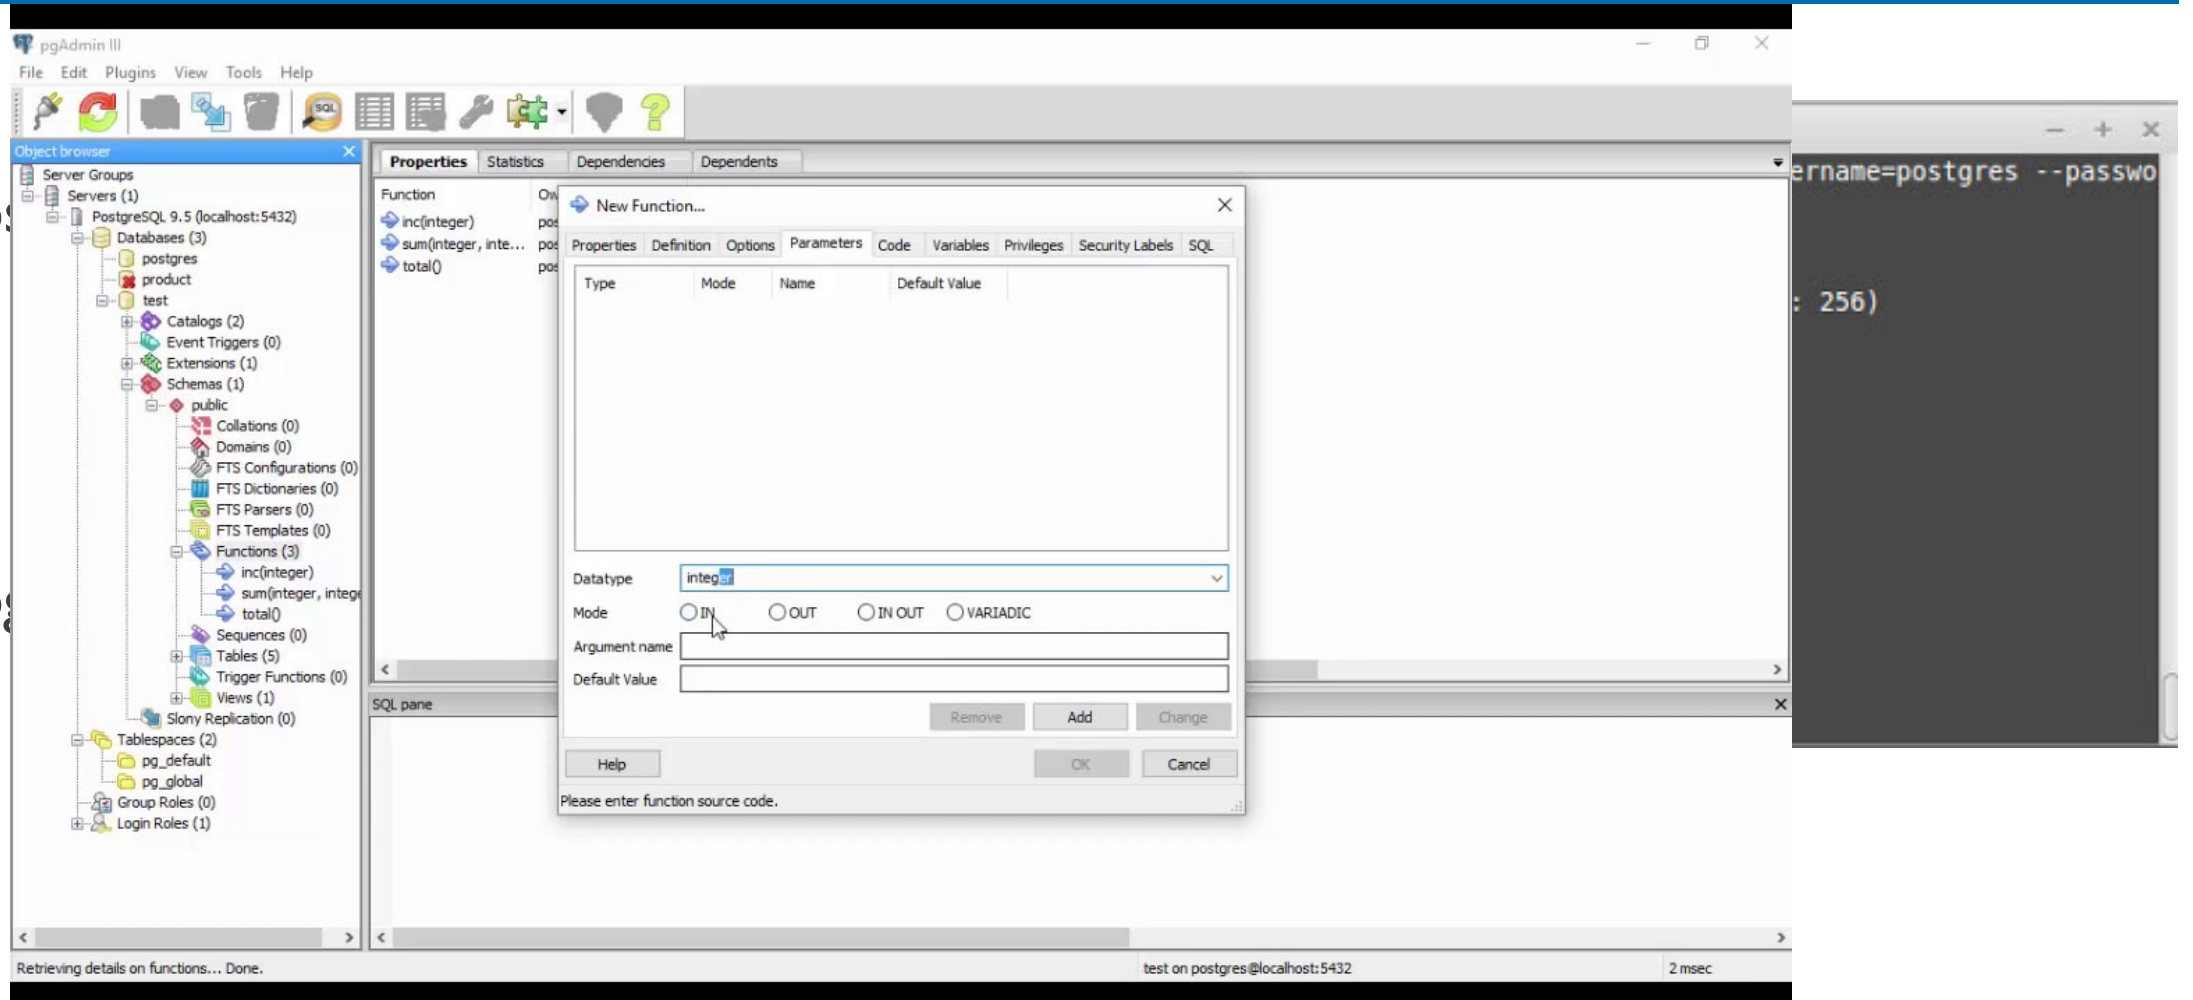 pgAdmin III
File Edit Plugins View Tools Help
SQL
Object browser
Server Groups
Servers (1)
PostgreSQL 9.5 (localhost:5432)
Databases (3)
postgres
product
test
Catalogs (2)
Event Triggers (0)
Extensions (1)
Schemas (1)
public
Collations (0)
Domains (0)
FTS Configurations (0)
FTS Dictionaries (0)
FTS Parsers (0)
FTS Templates (0)
Functions (3)
inc(integer)
sum(integer, intege
total()
Sequences (0)
Tables (5)
Trigger Functions (0)
Views (1)
Slony Replication (0)
Tablespaces (2)
pg_default
pg_global
Group Roles (0)
Login Roles (1)
Properties Statistics Dependencies Dependents
Function Ow
inc(integer) pos
sum(integer, inte... pos
total() pos
New Function...
Properties Definition Options Parameters Code Variables Privileges Security Labels SQL
Type Mode Name Default Value
Datatype integer
Mode IN OUT IN OUT VARIADIC
Argument name
Default Value
Remove Add Change
Help OK Cancel
Please enter function source code.
SQL pane
Retrieving details on functions... Done. test on postgres@localhost:5432 2 msec
ername=postgres --passwo
: 256)